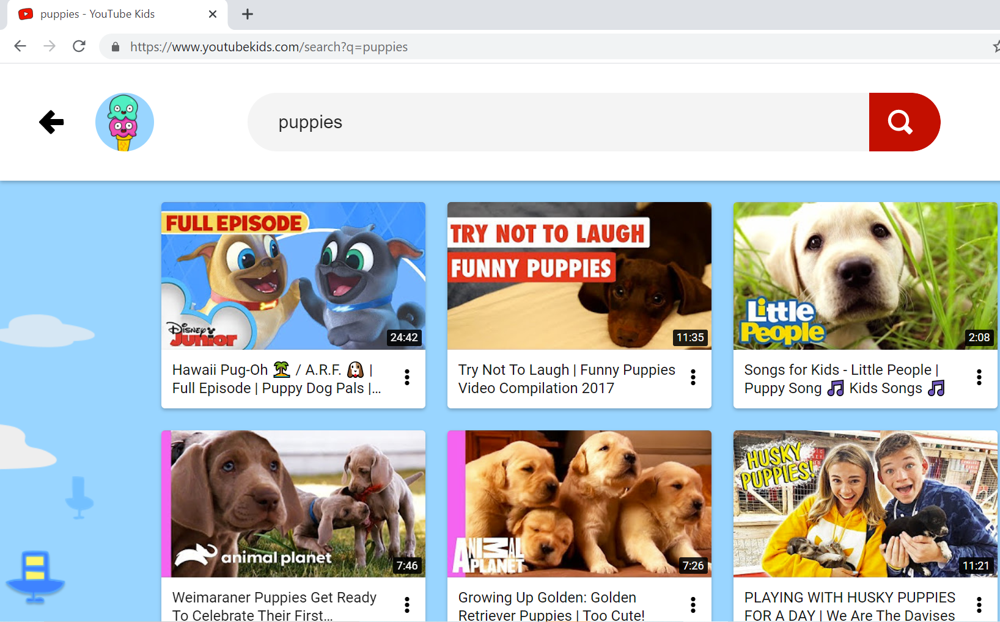 puppies - YouTube Kids
https://www.youtubekids.com/search?q=puppies
puppies
FULL EPISODE
Disney Junior
24:42
TRY NOT TO LAUGH
FUNNY PUPPIES
11:35
Little People
2:08
Hawaii Pug-Oh 🏝 / A.R.F. 🐶 |
Full Episode | Puppy Dog Pals |...
Try Not To Laugh | Funny Puppies
Video Compilation 2017
Songs for Kids - Little People |
Puppy Song 🎵 Kids Songs 🎵
animal planet
7:46
ANIMAL PLANET
7:26
HUSKY
PUPPIES!
11:21
Weimaraner Puppies Get Ready
To Celebrate Their First...
Growing Up Golden: Golden
Retriever Puppies | Too Cute!
PLAYING WITH HUSKY PUPPIES
FOR A DAY | We Are The Davises